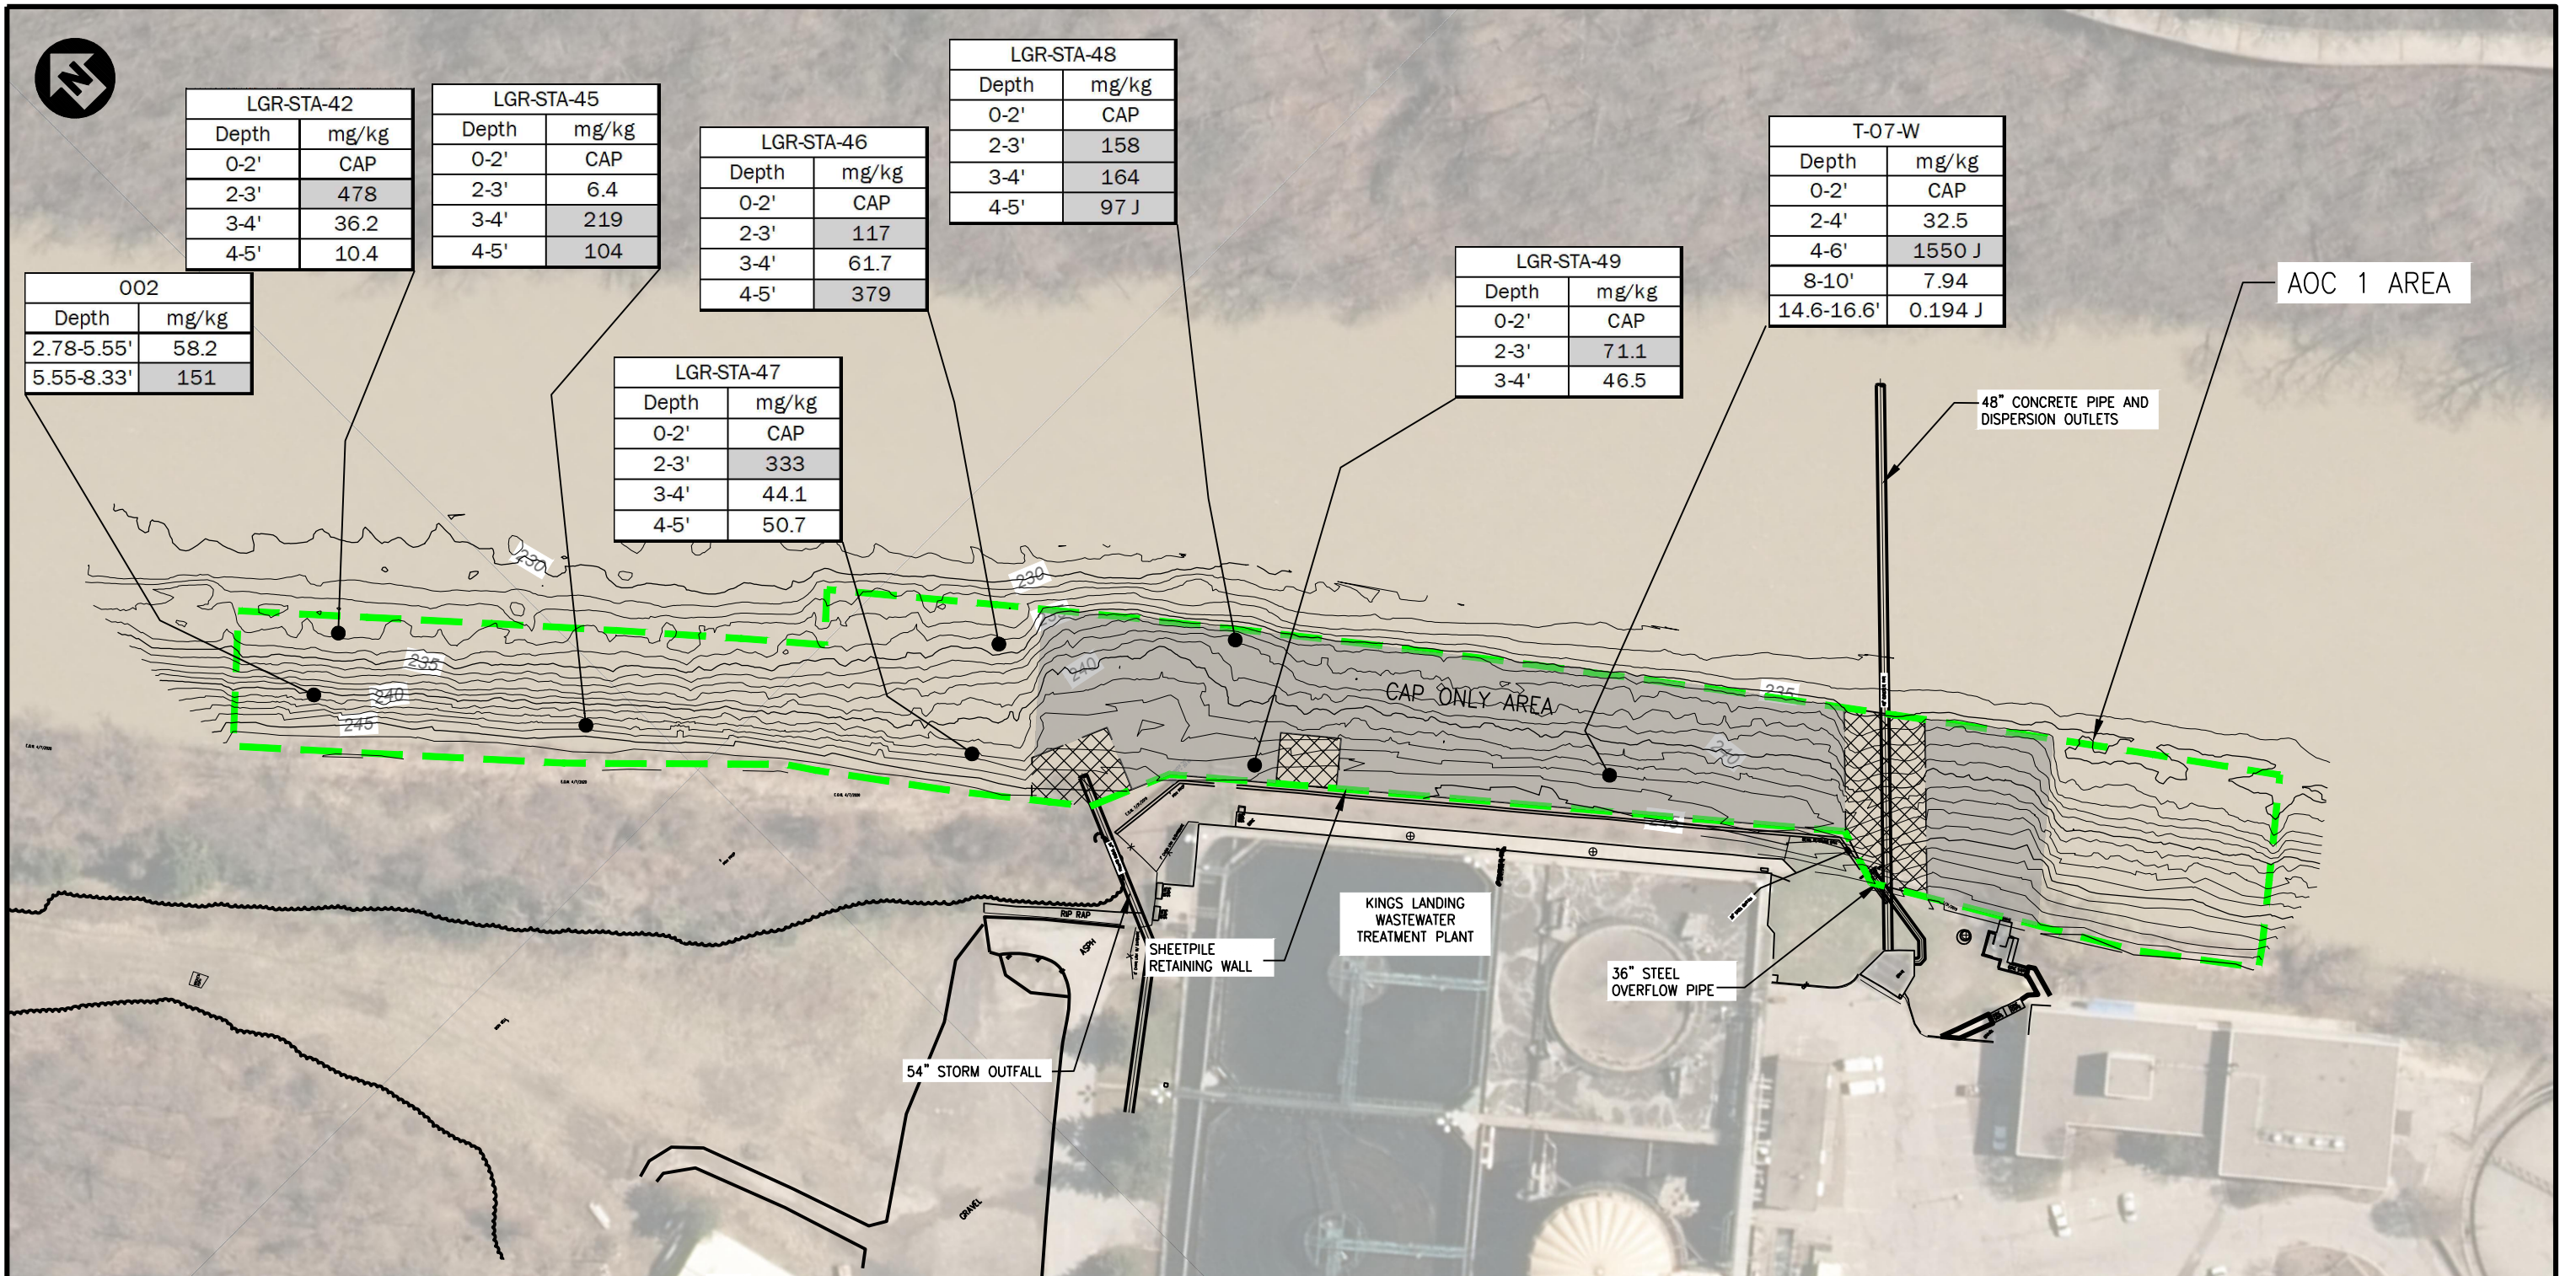 N
LGR-STA-42
Depth mg/kg
0-2' CAP
2-3' 478
3-4' 36.2
4-5' 10.4
LGR-STA-45
Depth mg/kg
0-2' CAP
2-3' 6.4
3-4' 219
4-5' 104
LGR-STA-46
Depth mg/kg
0-2' CAP
2-3' 117
3-4' 61.7
4-5' 379
LGR-STA-48
Depth mg/kg
0-2' CAP
2-3' 158
3-4' 164
4-5' 97 J
T-07-W
Depth mg/kg
0-2' CAP
2-4' 32.5
4-6' 1550 J
8-10' 7.94
14.6-16.6' 0.194 J
002
Depth mg/kg
2.78-5.55' 58.2
5.55-8.33' 151
LGR-STA-47
Depth mg/kg
0-2' CAP
2-3' 333
3-4' 44.1
4-5' 50.7
LGR-STA-49
Depth mg/kg
0-2' CAP
2-3' 71.1
3-4' 46.5
AOC 1 AREA
48" CONCRETE PIPE AND
DISPERSION OUTLETS
230
230
235
235
240
245
240
CAP ONLY AREA
235
240
245
KINGS LANDING
WASTEWATER
TREATMENT PLANT
SHEETPILE
RETAINING WALL
36" STEEL
OVERFLOW PIPE
54" STORM OUTFALL
RIP RAP
ASPH
GRAVEL